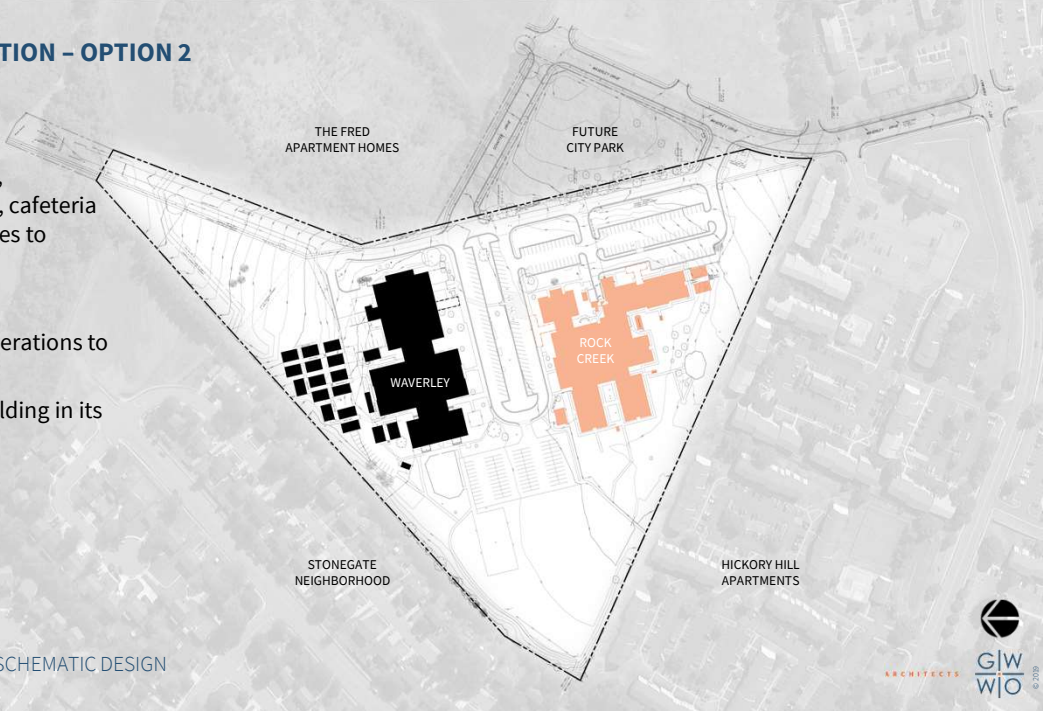 TION – OPTION 2
,
, cafeteria
es to
erations to
lding in its
THE FRED
APARTMENT HOMES
FUTURE
CITY PARK
WAVERLEY
ROCK
CREEK
STONEGATE
NEIGHBORHOOD
HICKORY HILL
APARTMENTS
SCHEMATIC DESIGN
ARCHITECTS
G|W
W|O
© 2019